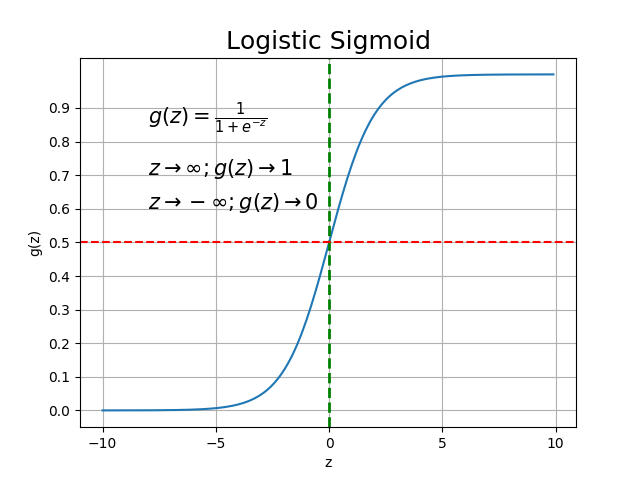 Logistic Sigmoid
g(z) = 1/(1 + e^{-z})
z → ∞; g(z) → 1
z → − ∞; g(z) → 0
g(z)
0.9
0.8
0.7
0.6
0.5
0.4
0.3
0.2
0.1
0.0
−10 −5 0 5 10
z